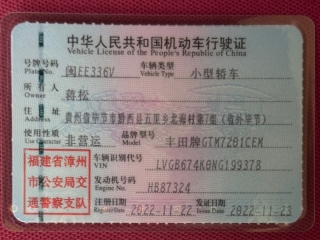 中华人民共和国机动车行驶证
Vehicle License of the People's Republic of China
号牌号码 闽EE336V 车辆类型 小型轿车
Plate No. Vehicle Type
所有人 蒋松
Owner
住址 贵州省毕节市黔西县五里乡北海村第7组(省外毕节)
Address
使用性质 非营运 品牌型号 丰田牌GTM7201CEM
Use Character Model
福建省漳州
市公安局交
通警察支队
车辆识别代号 LVGB674K0NG199378
VIN
发动机号码 H887324
Engine No.
注册日期 2022-11-22 发证日期 2022-11-23
Register Date Issue Date